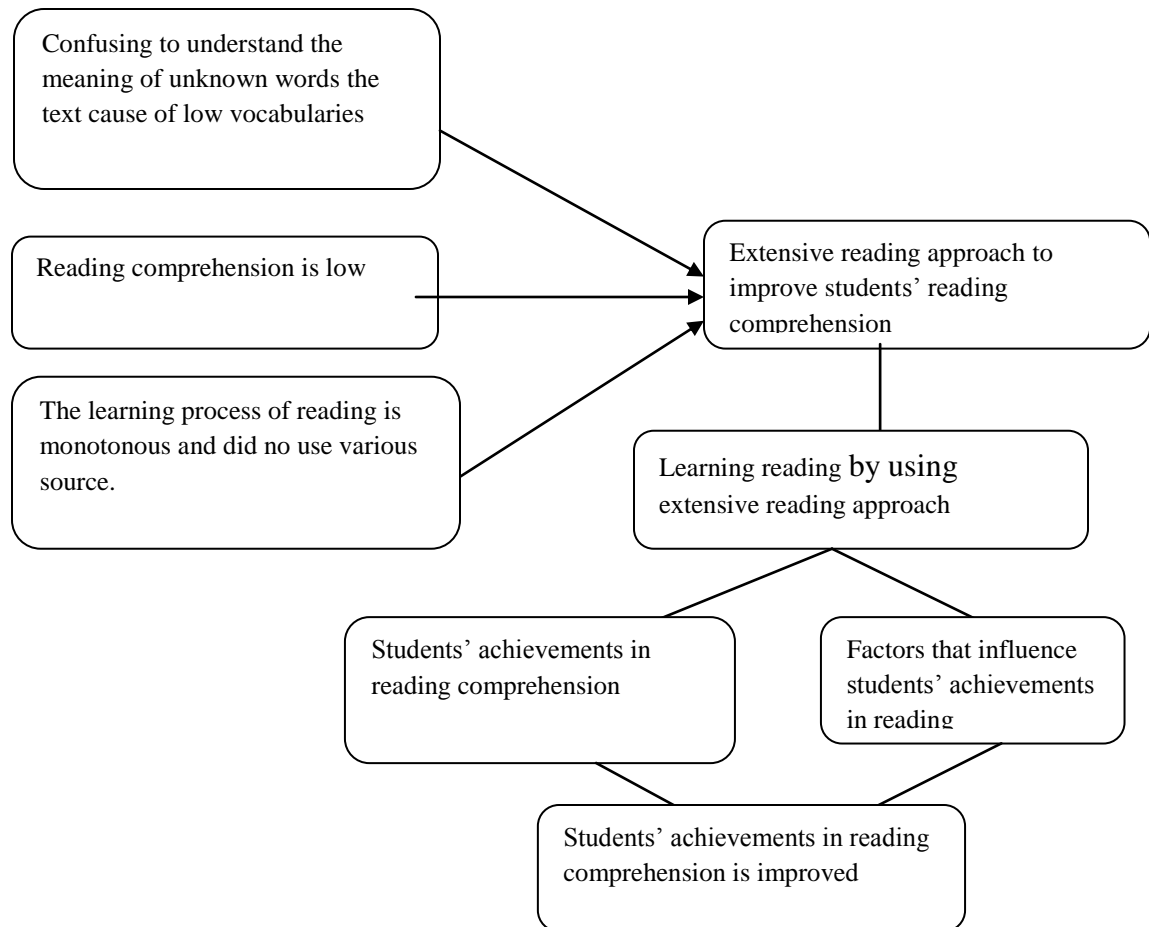 Confusing to understand the
meaning of unknown words the
text cause of low vocabularies
Reading comprehension is low
The learning process of reading is
monotonous and did no use various
source.
Extensive reading approach to
improve students’ reading
comprehension
Learning reading by using
extensive reading approach
Students’ achievements in
reading comprehension
Factors that influence
students’ achievements
in reading
Students’ achievements in reading
comprehension is improved